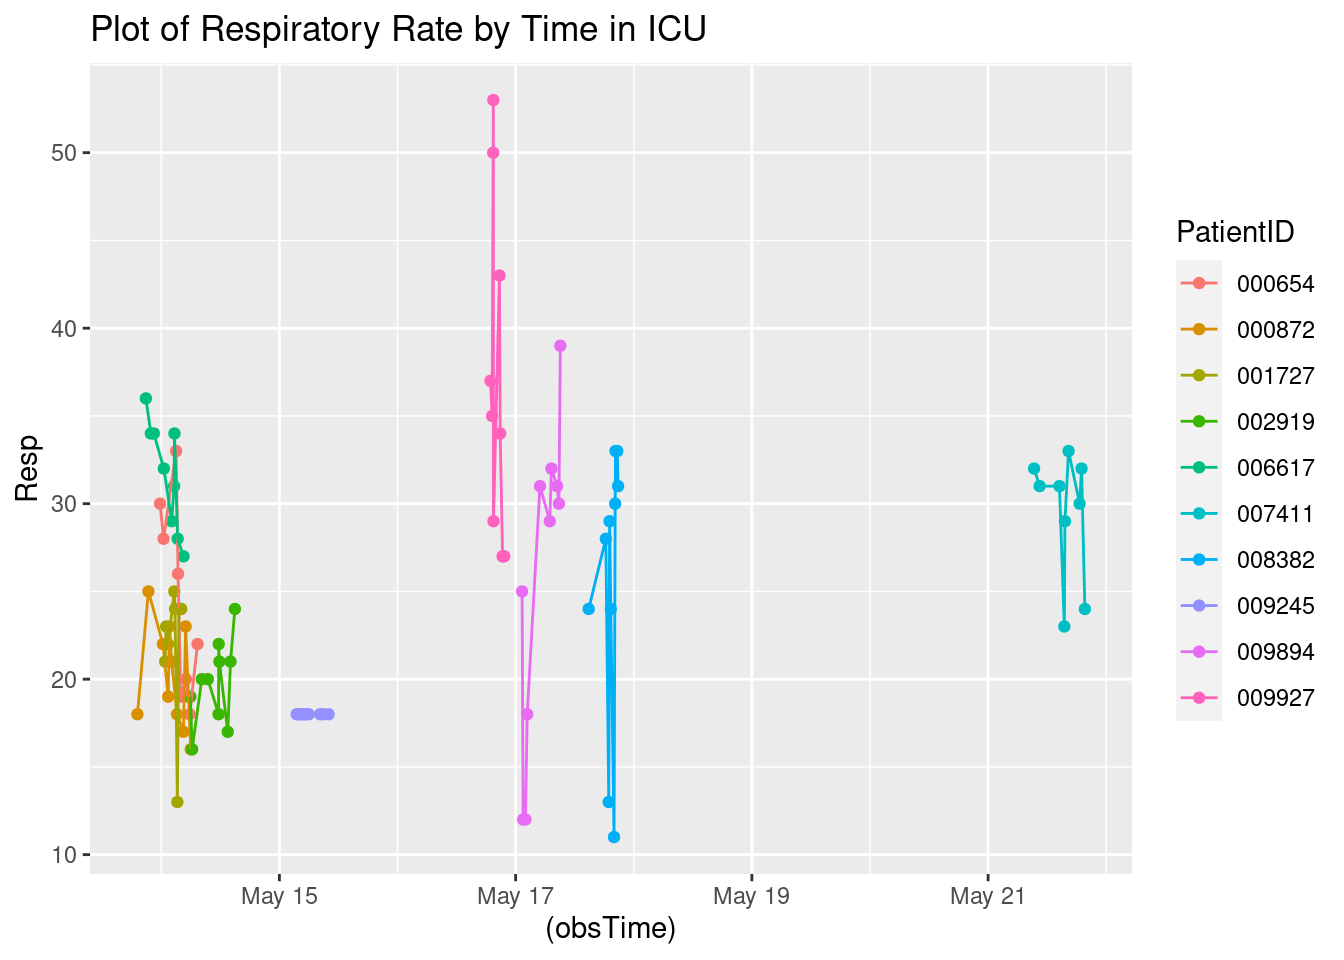 Plot of Respiratory Rate by Time in ICU
Resp
50
40
30
20
10
May 15
May 17
May 19
May 21
(obsTime)
PatientID
000654
000872
001727
002919
006617
007411
008382
009245
009894
009927